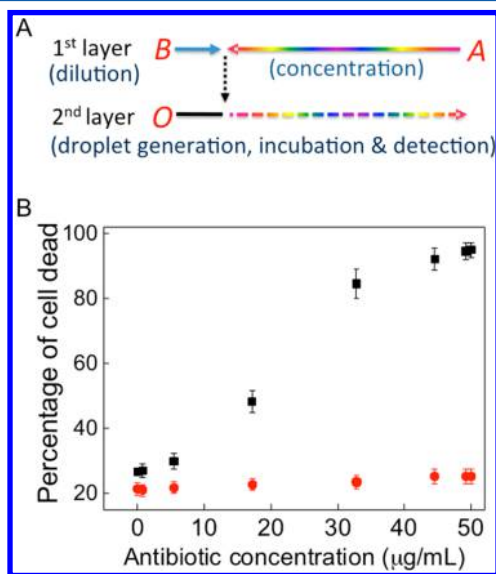 A
1st layer B A
(dilution) (concentration)
2nd layer O
(droplet generation, incubation & detection)
B
Percentage of cell dead
100
80
60
40
20
0 10 20 30 40 50
Antibiotic concentration (μg/mL)